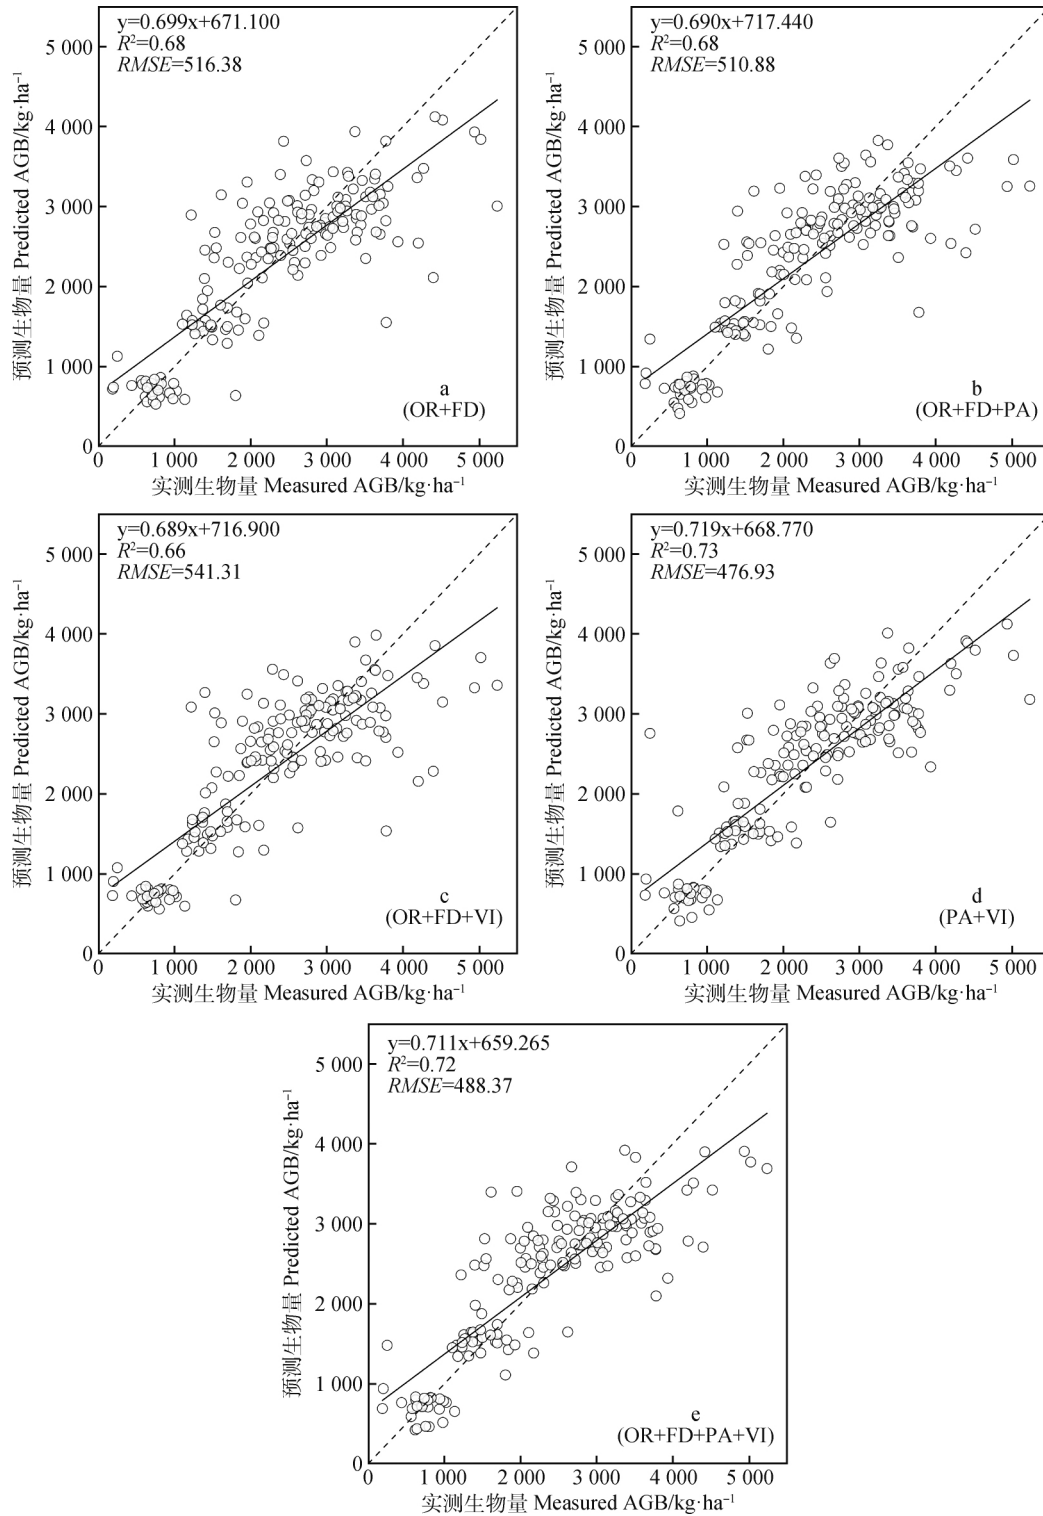 y=0.699x+671.100
R²=0.68
RMSE=516.38
5 000
4 000
3 000
2 000
1 000
0
预测生物量 Predicted AGB/kg·ha⁻¹
a
(OR+FD)
0 1 000 2 000 3 000 4 000 5 000
实测生物量 Measured AGB/kg·ha⁻¹
y=0.690x+717.440
R²=0.68
RMSE=510.88
5 000
4 000
3 000
2 000
1 000
0
预测生物量 Predicted AGB/kg·ha⁻¹
b
(OR+FD+PA)
0 1 000 2 000 3 000 4 000 5 000
实测生物量 Measured AGB/kg·ha⁻¹
y=0.689x+716.900
R²=0.66
RMSE=541.31
5 000
4 000
3 000
2 000
1 000
0
预测生物量 Predicted AGB/kg·ha⁻¹
c
(OR+FD+VI)
0 1 000 2 000 3 000 4 000 5 000
实测生物量 Measured AGB/kg·ha⁻¹
y=0.719x+668.770
R²=0.73
RMSE=476.93
5 000
4 000
3 000
2 000
1 000
0
预测生物量 Predicted AGB/kg·ha⁻¹
d
(PA+VI)
0 1 000 2 000 3 000 4 000 5 000
实测生物量 Measured AGB/kg·ha⁻¹
y=0.711x+659.265
R²=0.72
RMSE=488.37
5 000
4 000
3 000
2 000
1 000
0
预测生物量 Predicted AGB/kg·ha⁻¹
e
(OR+FD+PA+VI)
0 1 000 2 000 3 000 4 000 5 000
实测生物量 Measured AGB/kg·ha⁻¹